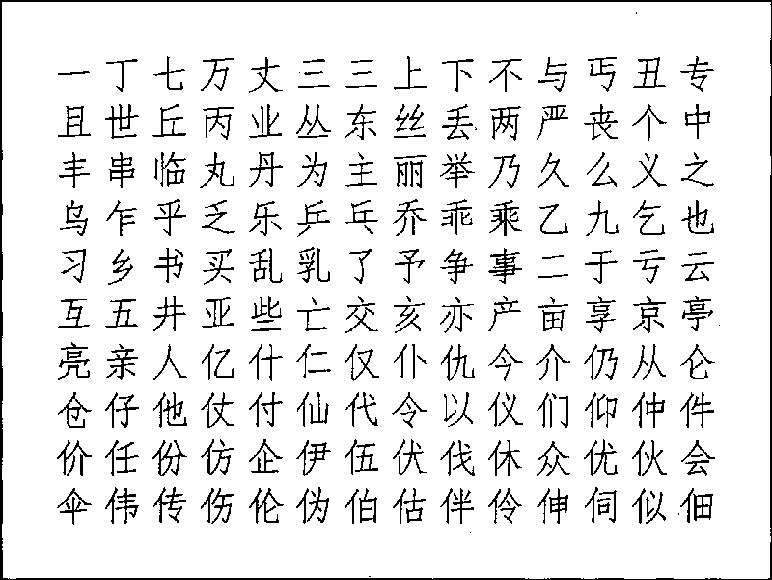 一丁七万丈三三上下不与丐丑专
且世丘丙业丛东丝丢两严丧个中
丰串临丸丹为主丽举乃久么义之
乌乍乎乏乐乒乓乔乖乘乙九乞也
习乡书买乱乳了予争事二于亏云
互五井亚些亡交亥亦产亩享京亭
亮亲人亿什仁仅仆仇今介仍从仑
仓仔他仗付仙代令以仪们仰仲件
价任份仿企伊伍伏伐休众优伙会
伞伟传伤伦伪伯估伴伶伸伺似佃